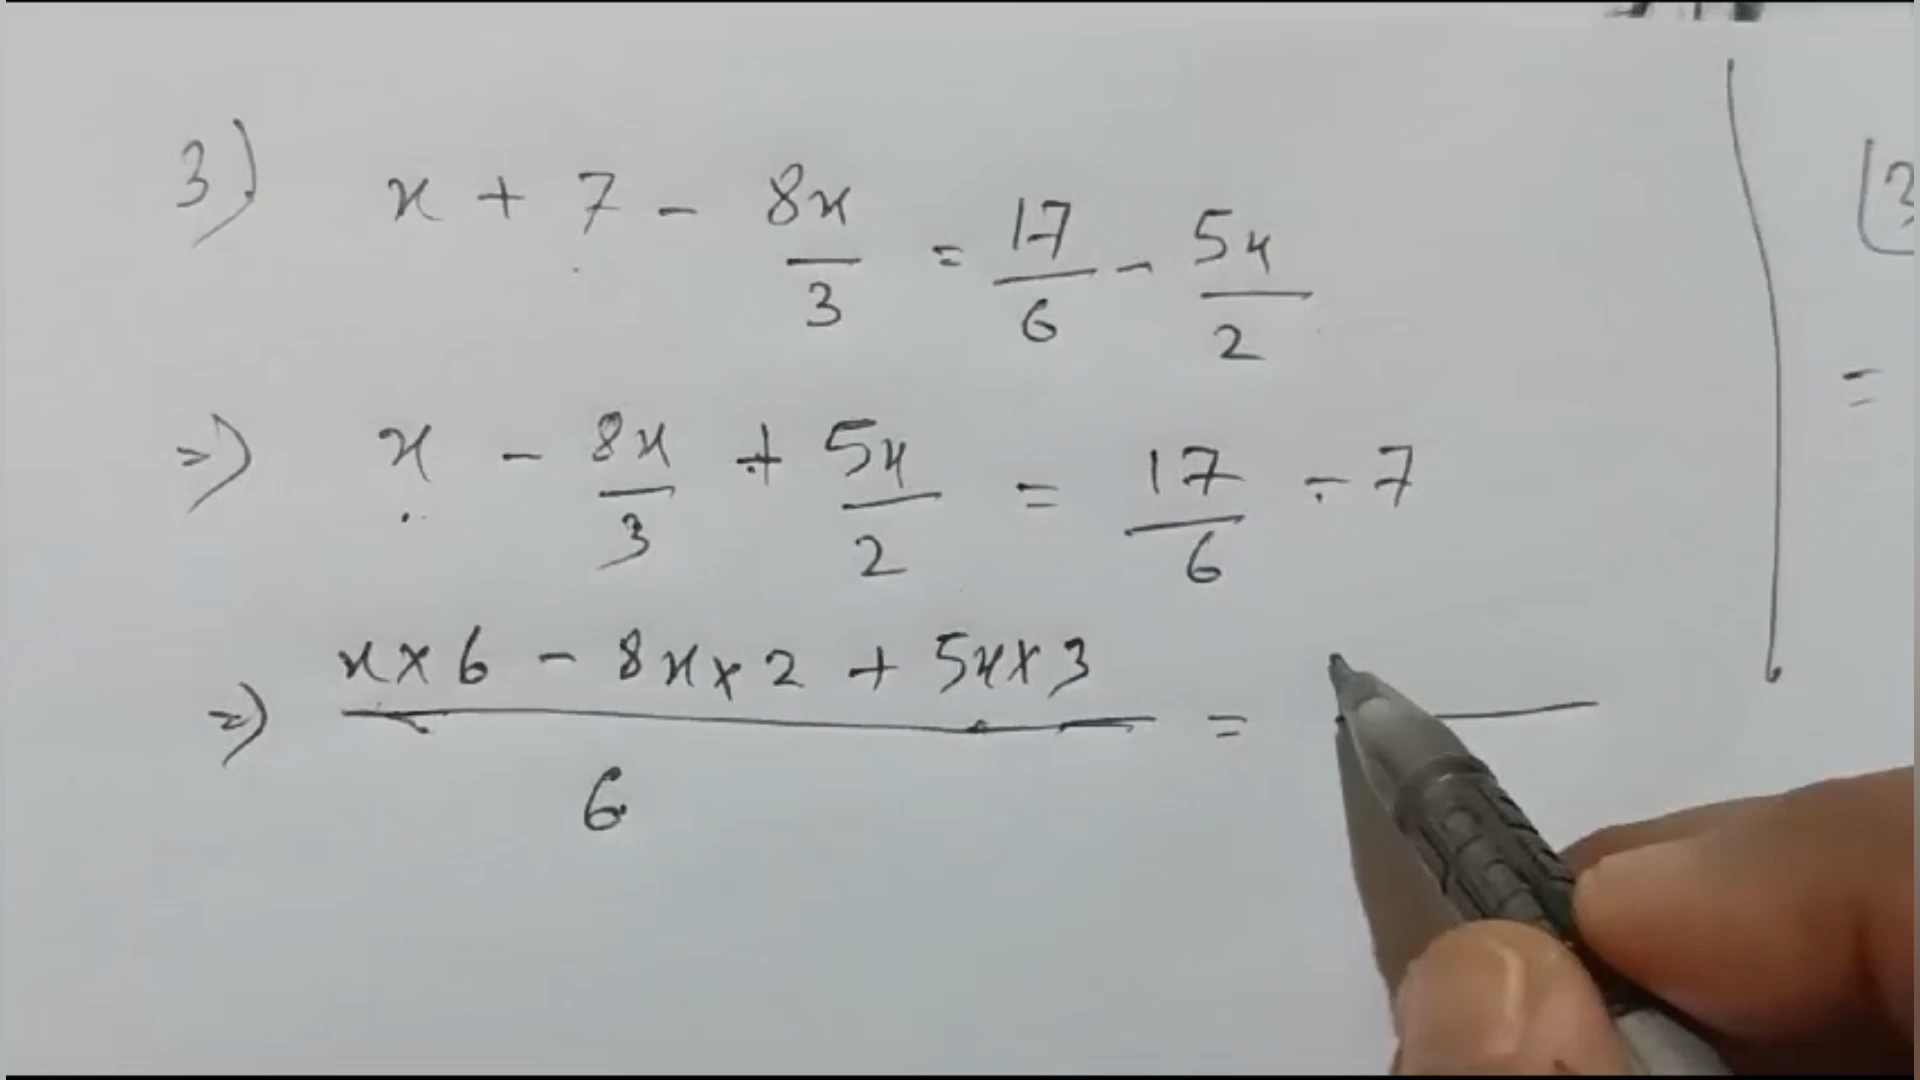 3) x + 7 - 8x/3 = 17/6 - 5x/2
=) x - 8x/3 + 5x/2 = 17/6 - 7
=) x×6 - 8x×2 + 5x×3 / 6 =
(3
=